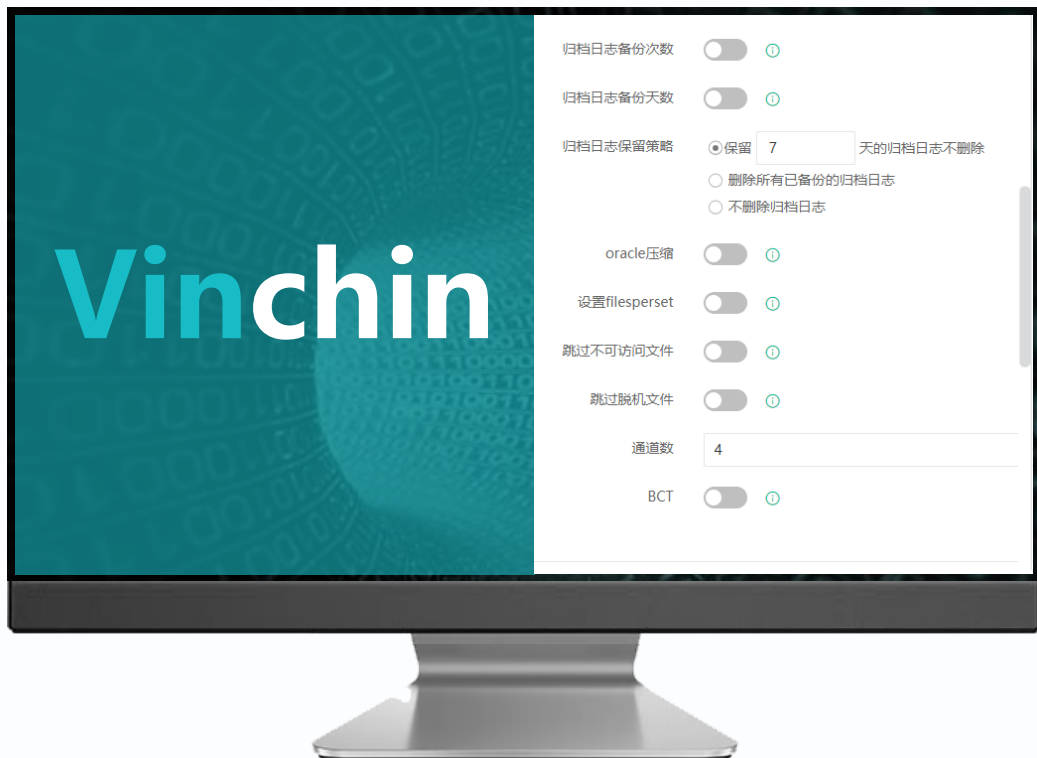 Vinchin
归档日志备份次数
归档日志备份天数
归档日志保留策略 保留 7 天的归档日志不删除
删除所有已备份的归档日志
不删除归档日志
oracle压缩
设置filesperset
跳过不可访问文件
跳过脱机文件
通道数 4
BCT